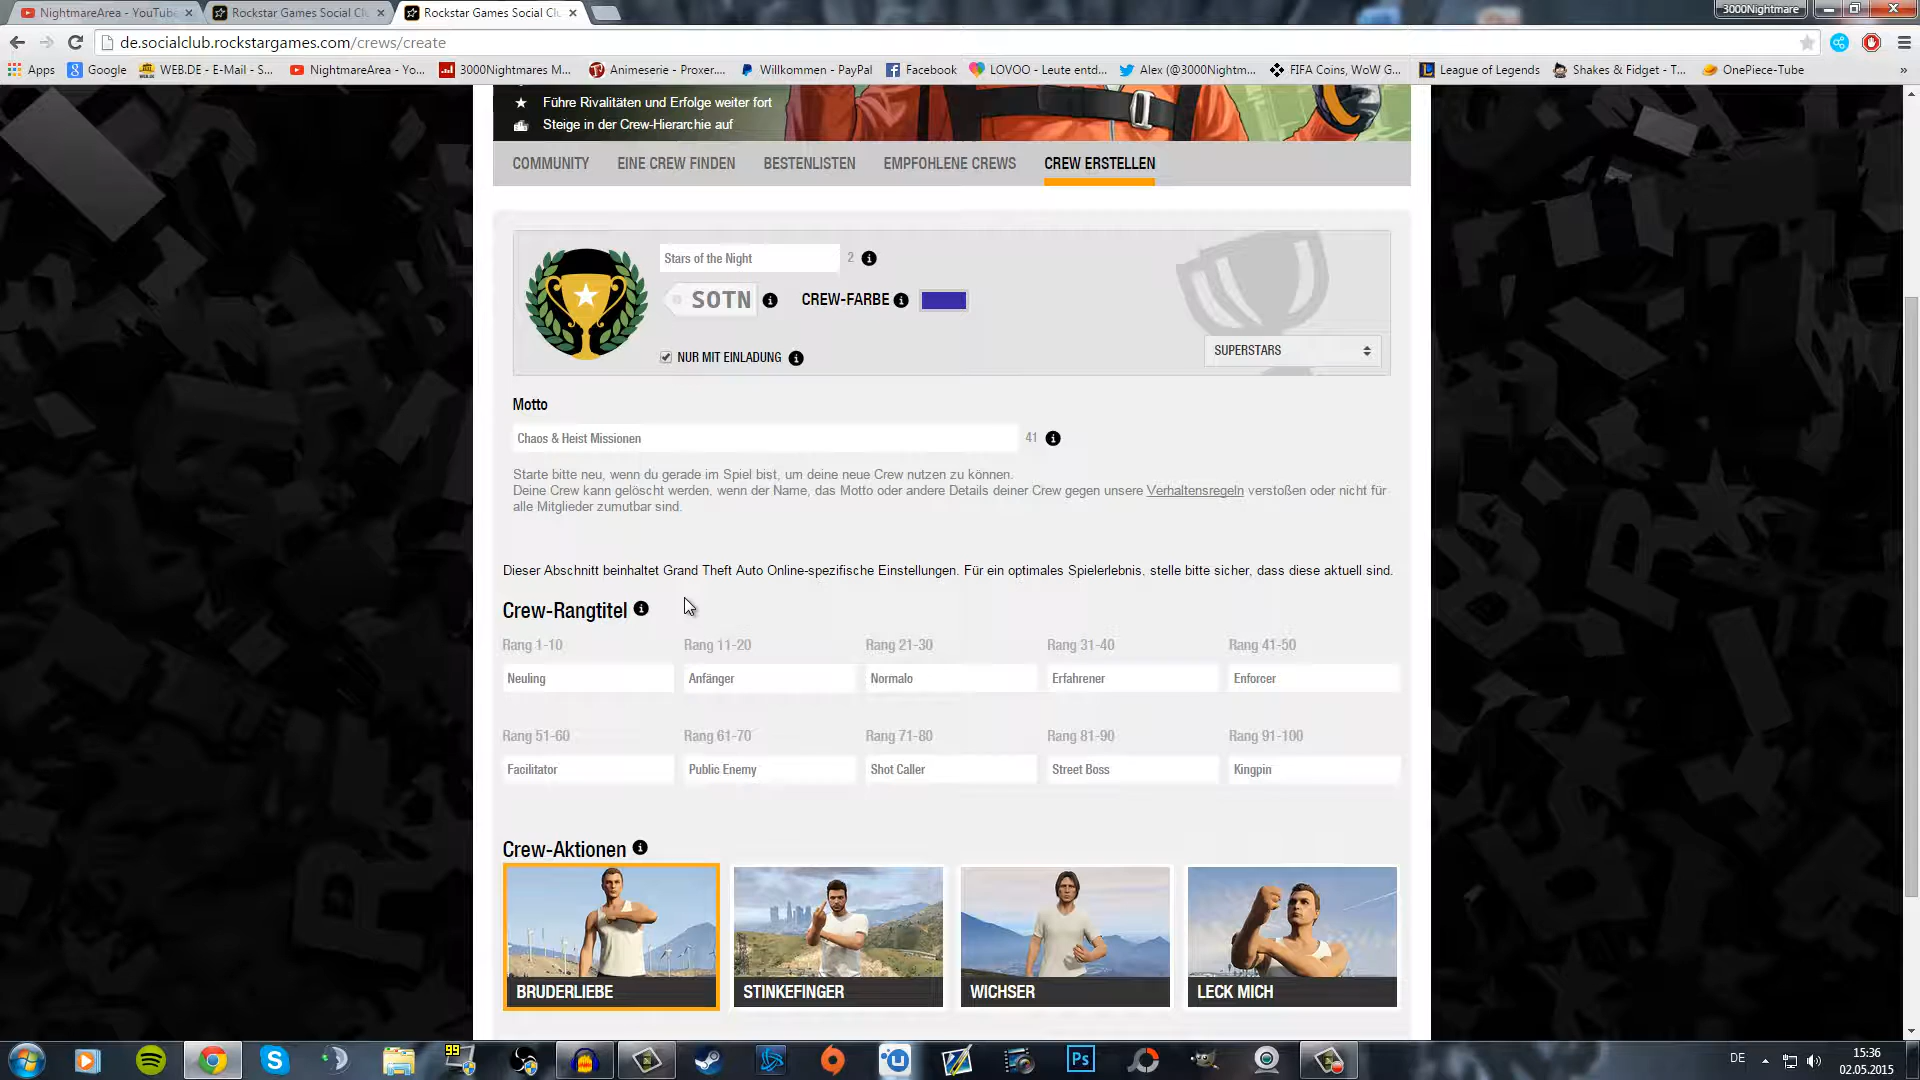 NightmareArea - YouTube
Rockstar Games Social Clu
Rockstar Games Social Clu
3000Nightmare
de.socialclub.rockstargames.com/crews/create
Apps
Google
WEB.DE - E-Mail - S...
NightmareArea - Yo...
3000Nightmares M...
Animeserie - Proxer....
Willkommen - PayPal
Facebook
LOVOO - Leute entd...
Alex (@3000Nightm...
FIFA Coins, WoW G...
League of Legends
Shakes & Fidget - T...
OnePiece-Tube
»
Führe Rivalitäten und Erfolge weiter fort
Steige in der Crew-Hierarchie auf
COMMUNITY
EINE CREW FINDEN
BESTENLISTEN
EMPFOHLENE CREWS
CREW ERSTELLEN
Stars of the Night
2
SOTN
CREW-FARBE
NUR MIT EINLADUNG
SUPERSTARS
Motto
Chaos & Heist Missionen
41
Starte bitte neu, wenn du gerade im Spiel bist, um deine neue Crew nutzen zu können.
Deine Crew kann gelöscht werden, wenn der Name, das Motto oder andere Details deiner Crew gegen unsere Verhaltensregeln verstoßen oder nicht für
alle Mitglieder zumutbar sind.
Dieser Abschnitt beinhaltet Grand Theft Auto Online-spezifische Einstellungen. Für ein optimales Spielerlebnis, stelle bitte sicher, dass diese aktuell sind.
Crew-Rangtitel
Rang 1-10
Rang 11-20
Rang 21-30
Rang 31-40
Rang 41-50
Neuling
Anfänger
Normalo
Erfahrener
Enforcer
Rang 51-60
Rang 61-70
Rang 71-80
Rang 81-90
Rang 91-100
Facilitator
Public Enemy
Shot Caller
Street Boss
Kingpin
Crew-Aktionen
BRUDERLIEBE
STINKEFINGER
WICHSER
LECK MICH
99
Ps
DE
15:36
02.05.2015